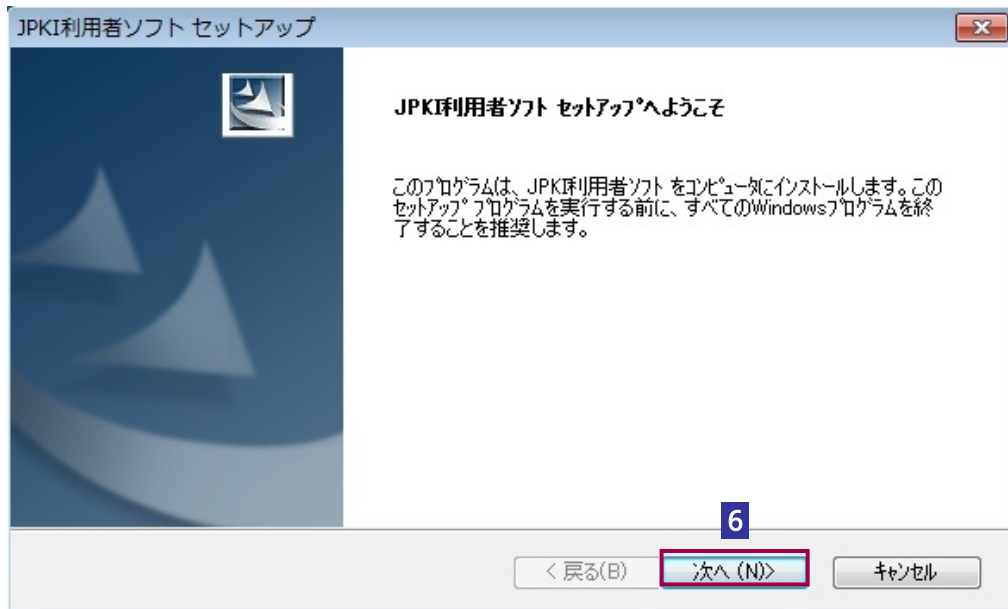 JPKI利用者ソフト セットアップ
JPKI利用者ソフト セットアップへようこそ
このプログラムは、JPKI利用者ソフト をコンピュータにインストールします。この
セットアップ プログラムを実行する前に、すべてのWindowsプログラムを終
了することを推奨します。
6
< 戻る(B)
次へ (N)>
キャンセル